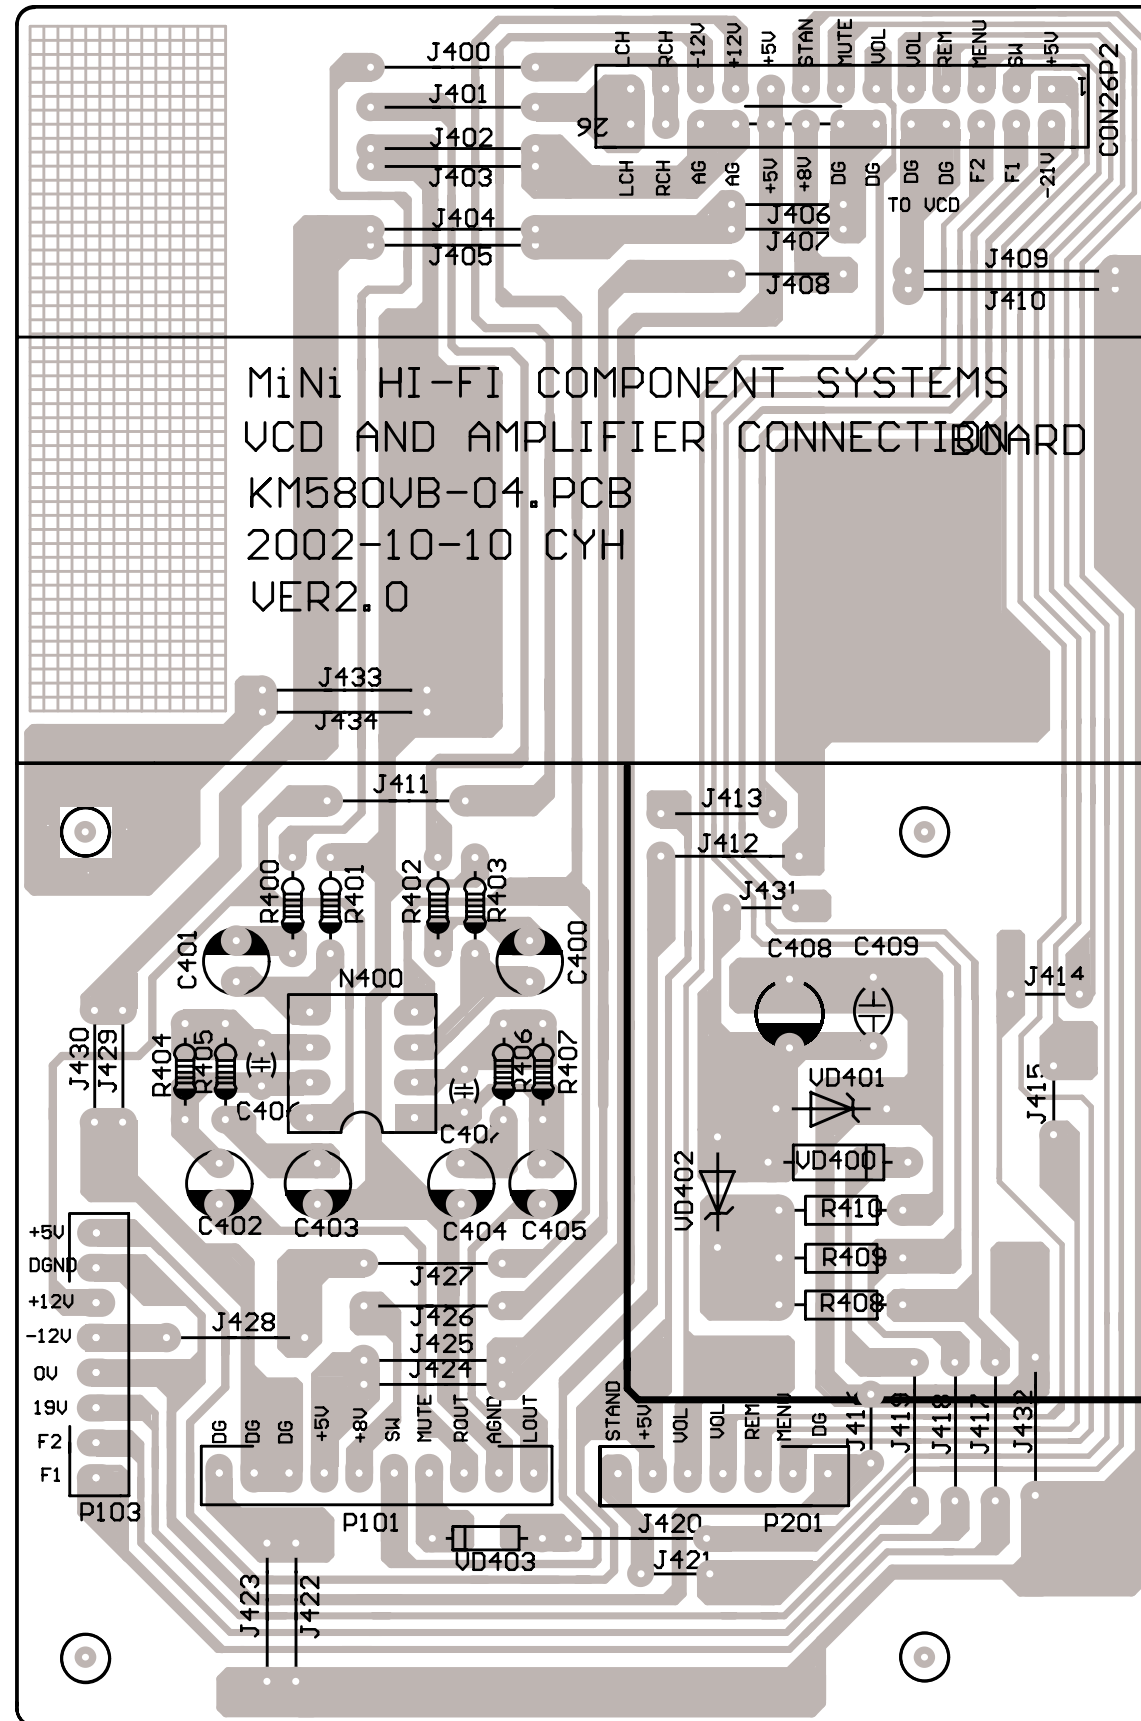 J400
J401
J402
J403
J404
J405
LCH RCH -12V +12V +5V STAN MUTE VOL VOL REM MENU SW +5V
1
26
CON26P2
LCH RCH AG AG +5V +8V DG DG DG DG F2 F1 -21V
TO VCD
J406
J407
J408
J409
J410
MiNi HI-FI COMPONENT SYSTEMS
VCD AND AMPLIFIER CONNECTION BOARD
KM580VB-04.PCB
2002-10-10 CYH
VER2.0
J433
J434
J411
J413
J412
J431
R400
R401
R402
R403
C401
C400
N400
C408
C409
J414
J430
J429
R404
R405
R406
R407
J415
VD401
VD400
VD402
R410
R409
R408
C402
C403
C404
C405
+5V
DGND
+12V
-12V
0V
19V
F2
F1
P103
J427
J426
J425
J424
J428
DG DG DG +5V +8V SW MUTE ROUT AGND LOUT
P101
STAND +5V VOL VOL REM MENU DG
P201
J419
J418
J417
J432
VD403
J420
J421
J423
J422